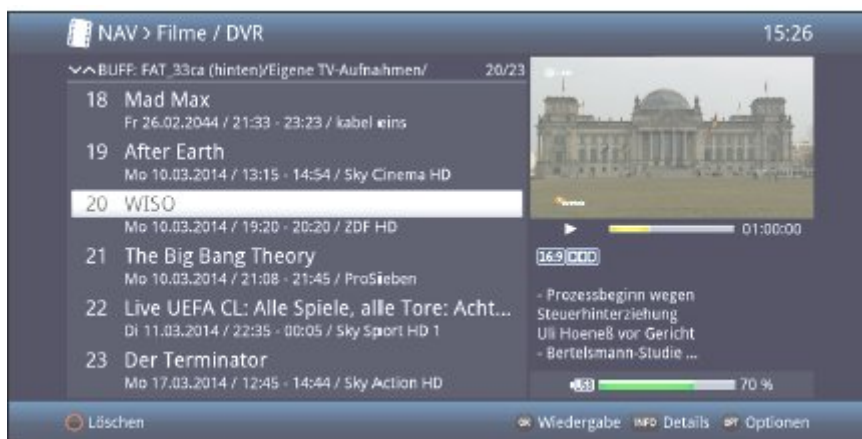 NAV > Filme / DVR 15:26
BUFF: FAT_33ca (hinten)/Eigene TV-Aufnahmen/ 20/23
18 Mad Max
Fr 26.02.2044 / 21:33 - 23:23 / kabel eins
19 After Earth
Mo 10.03.2014 / 13:15 - 14:54 / Sky Cinema HD
20 WISO
Mo 10.03.2014 / 19:20 - 20:20 / ZDF HD
21 The Big Bang Theory
Mo 10.03.2014 / 21:08 - 21:45 / ProSieben
22 Live UEFA CL: Alle Spiele, alle Tore: Acht...
Di 11.03.2014 / 22:35 - 00:05 / Sky Sport HD 1
23 Der Terminator
Mo 17.03.2014 / 12:45 - 14:44 / Sky Action HD
01:00:00
16:9
- Prozessbeginn wegen
Steuerhinterziehung
Uli Hoeneß vor Gericht
- Bertelsmann-Studie ...
USB 70 %
Löschen OK Wiedergabe INFO Details OPT Optionen